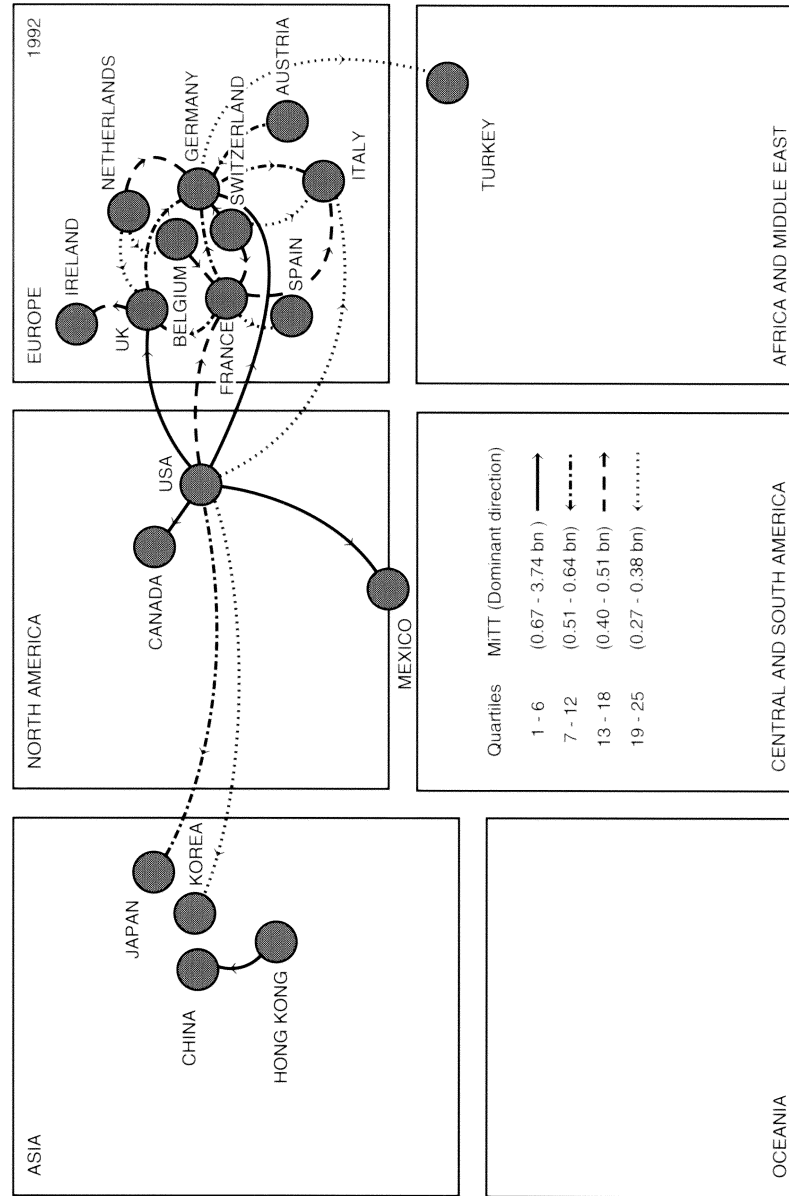 ASIA
JAPAN
KOREA
CHINA
HONG KONG
NORTH AMERICA
CANADA
USA
MEXICO
EUROPE
1992
IRELAND
NETHERLANDS
UK
BELGIUM
GERMANY
SWITZERLAND
AUSTRIA
FRANCE
SPAIN
ITALY
OCEANIA
CENTRAL AND SOUTH AMERICA
Quartiles MiTT (Dominant direction)
1 - 6 (0.67 - 3.74 bn )
7 - 12 (0.51 - 0.64 bn)
13 - 18 (0.40 - 0.51 bn)
19 - 25 (0.27 - 0.38 bn)
AFRICA AND MIDDLE EAST
TURKEY